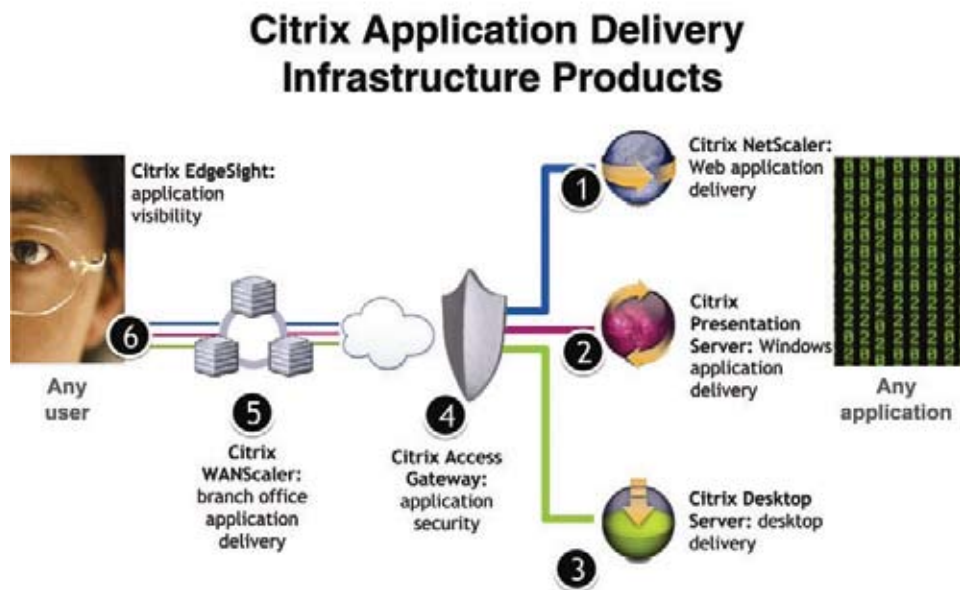 Citrix Application Delivery
Infrastructure Products
Citrix EdgeSight:
application
visibility
6
Any
user
5
Citrix
WANScaler:
branch office
application
delivery
4
Citrix Access
Gateway:
application
security
1
Citrix NetScaler:
Web application
delivery
2
Citrix
Presentation
Server: Windows
application
delivery
3
Citrix Desktop
Server: desktop
delivery
Any
application